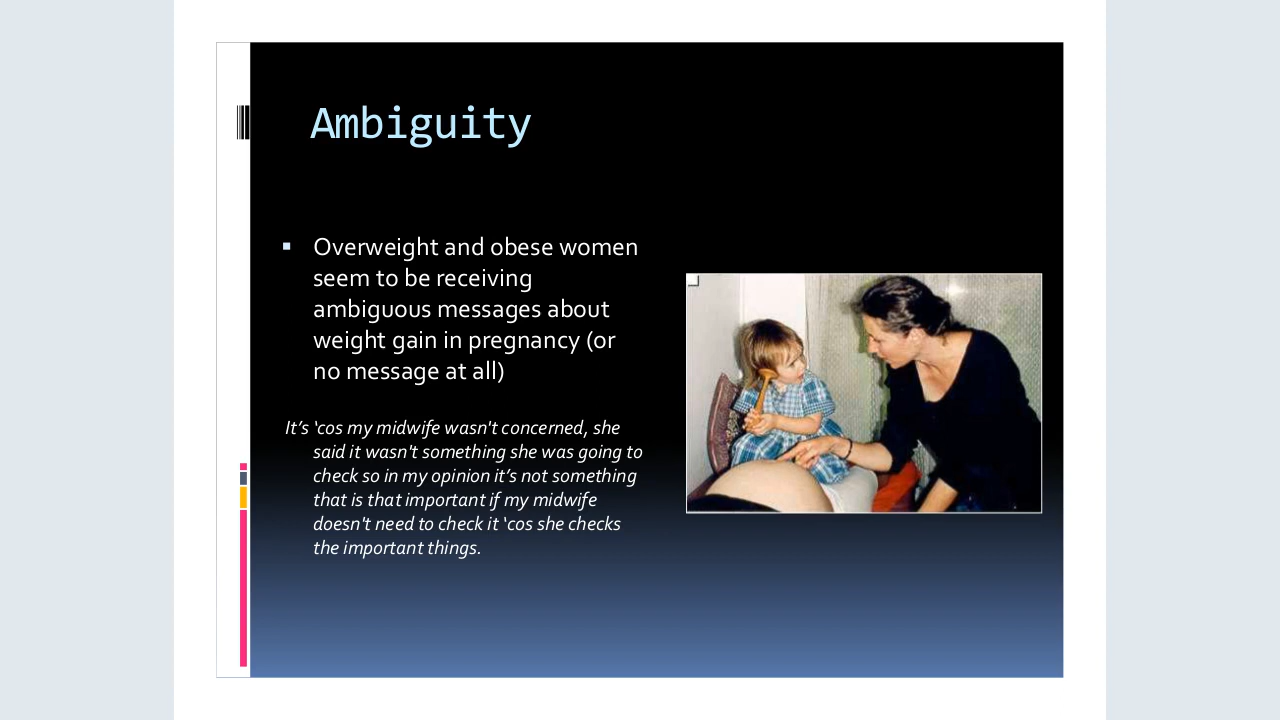 Ambiguity
Overweight and obese women
seem to be receiving
ambiguous messages about
weight gain in pregnancy (or
no message at all)
It’s ‘cos my midwife wasn't concerned, she
said it wasn't something she was going to
check so in my opinion it’s not something
that is that important if my midwife
doesn't need to check it ‘cos she checks
the important things.